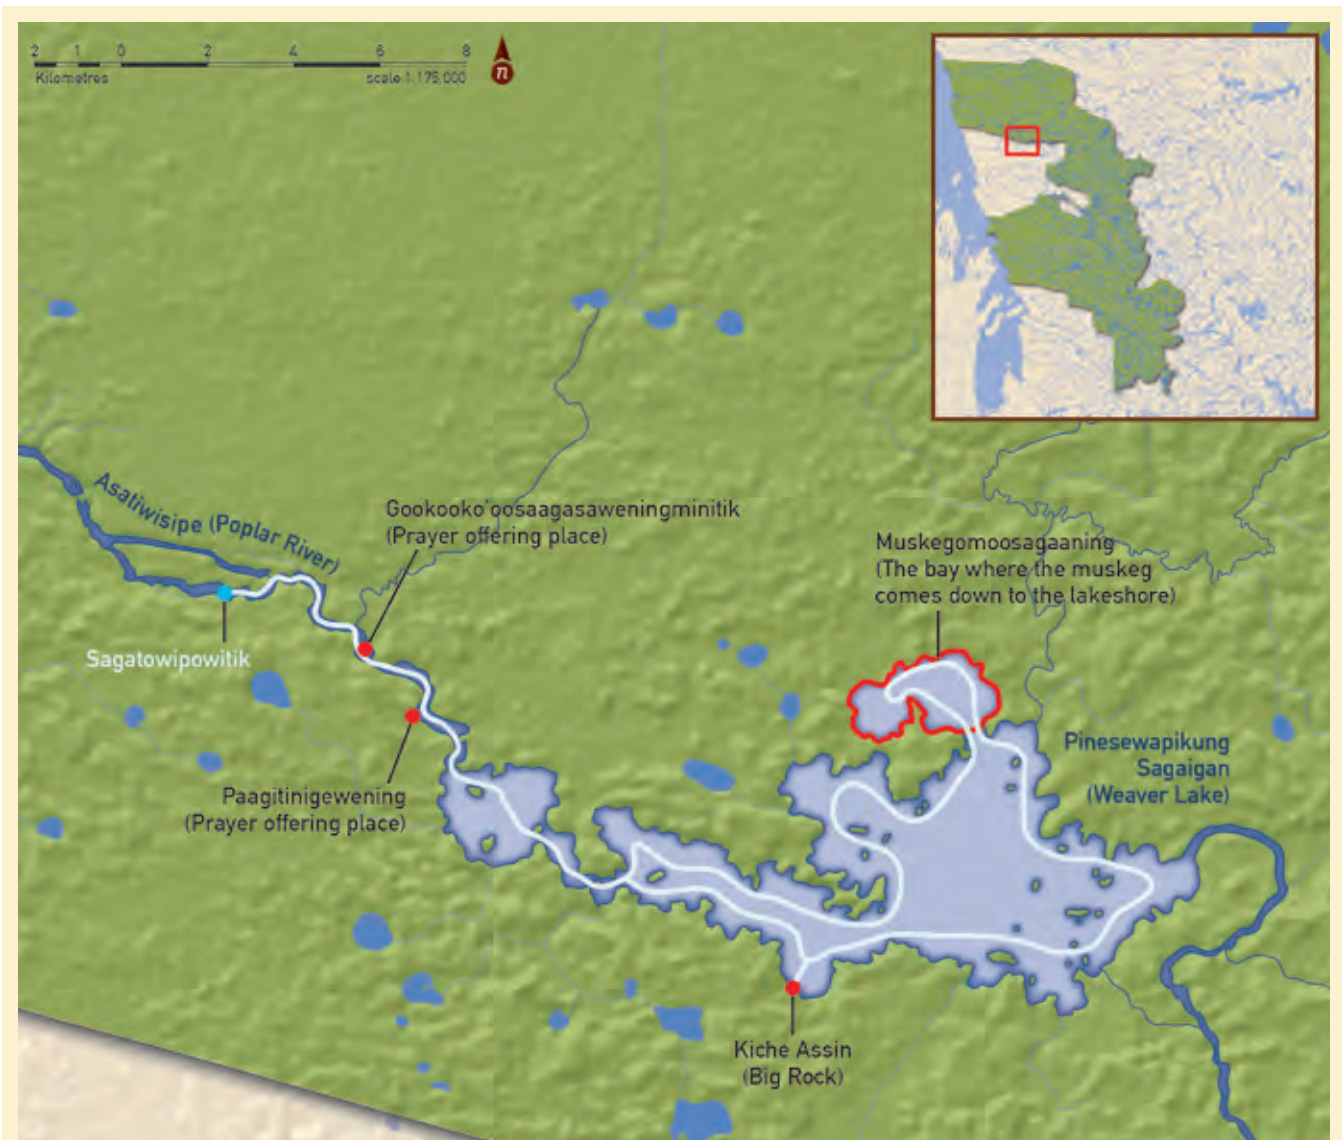 2 1 0 2 4 6 8
Kilometres scale 1:175,000
n
Asatiwisipe (Poplar River)
Gookooko'oosaagasaweningminitik
(Prayer offering place)
Muskegomoosagaaning
(The bay where the muskeg
comes down to the lakeshore)
Sagatowipowitik
Pinesewapikung
Sagaigan
(Weaver Lake)
Paagitinigewening
(Prayer offering place)
Kiche Assin
(Big Rock)